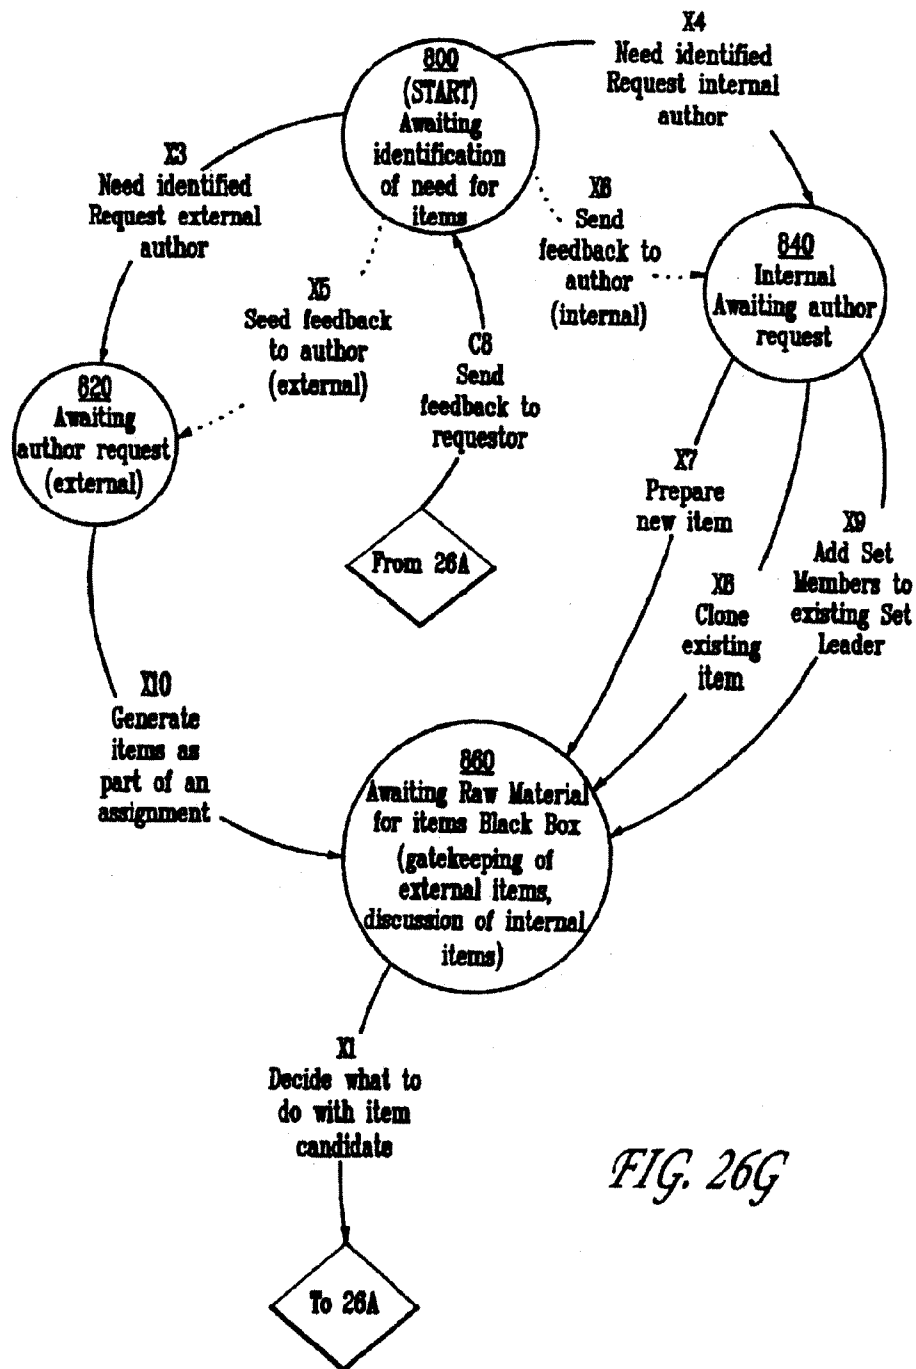 800
(START)
Awaiting
identification
of need for
items
X4
Need identified
Request internal
author
X3
Need identified
Request external
author
X6
Send
feedback to
author
(internal)
840
Internal
Awaiting author
request
X5
Seed feedback
to author
(external)
C8
Send
feedback to
requestor
820
Awaiting
author request
(external)
From 26A
X7
Prepare
new item
X8
Clone
existing
item
X9
Add Set
Members to
existing Set
Leader
X10
Generate
items as
part of an
assignment
860
Awaiting Raw Material
for items Black Box
(gatekeeping of
external items,
discussion of internal
items)
X1
Decide what to
do with item
candidate
FIG. 26G
To 26A